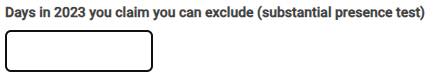 Days in 2023 you claim you can exclude (substantial presence test)